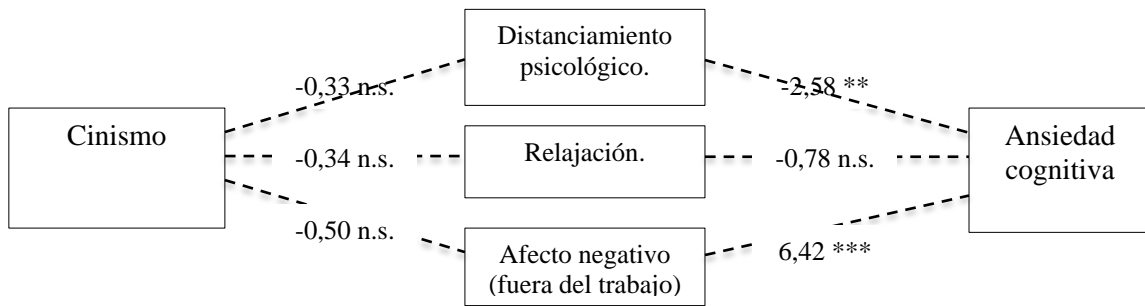 Distanciamiento
psicológico.
-0,33 n.s.
-2,58 **
Cinismo
-0,34 n.s.
Relajación.
-0,78 n.s.
Ansiedad
cognitiva
-0,50 n.s.
Afecto negativo
(fuera del trabajo)
6,42 ***